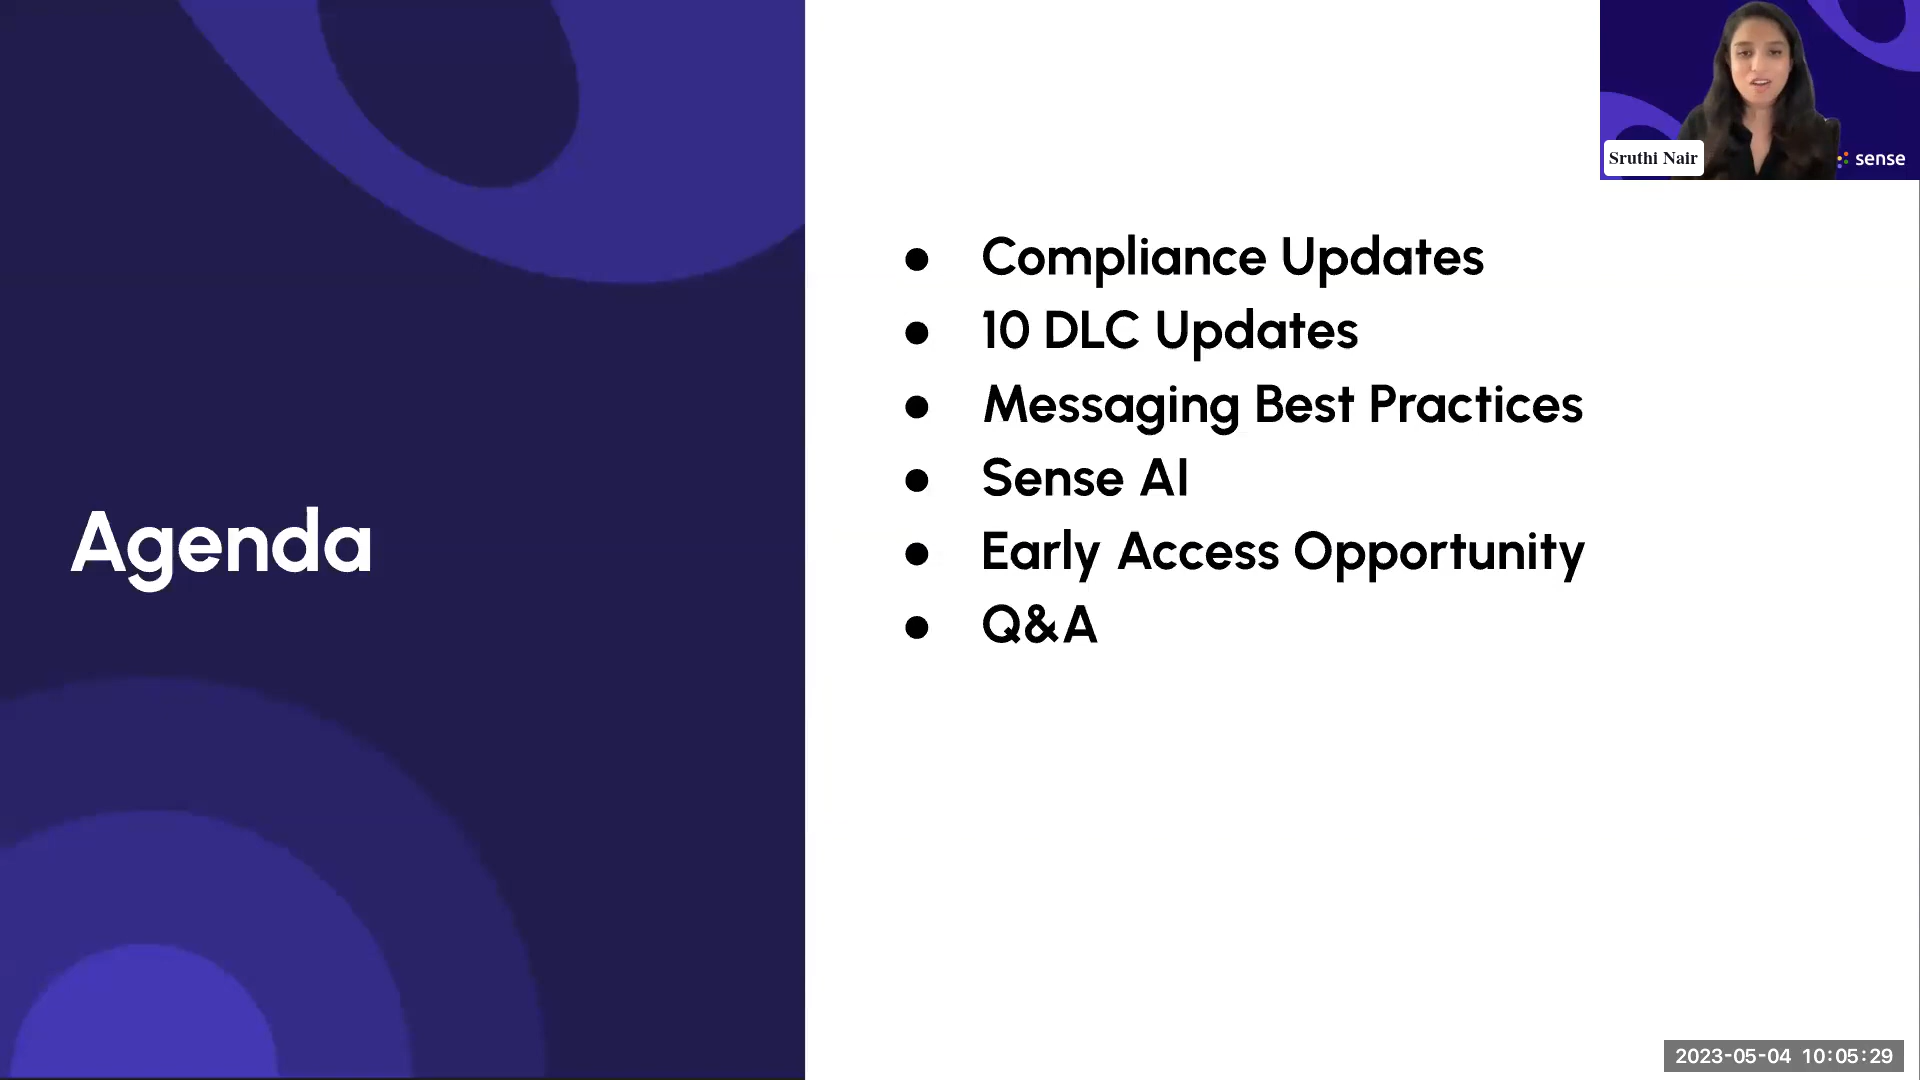 Sruthi Nair
sense
Agenda
● Compliance Updates
● 10 DLC Updates
● Messaging Best Practices
● Sense AI
● Early Access Opportunity
● Q&A
2023-05-04 10:05:29